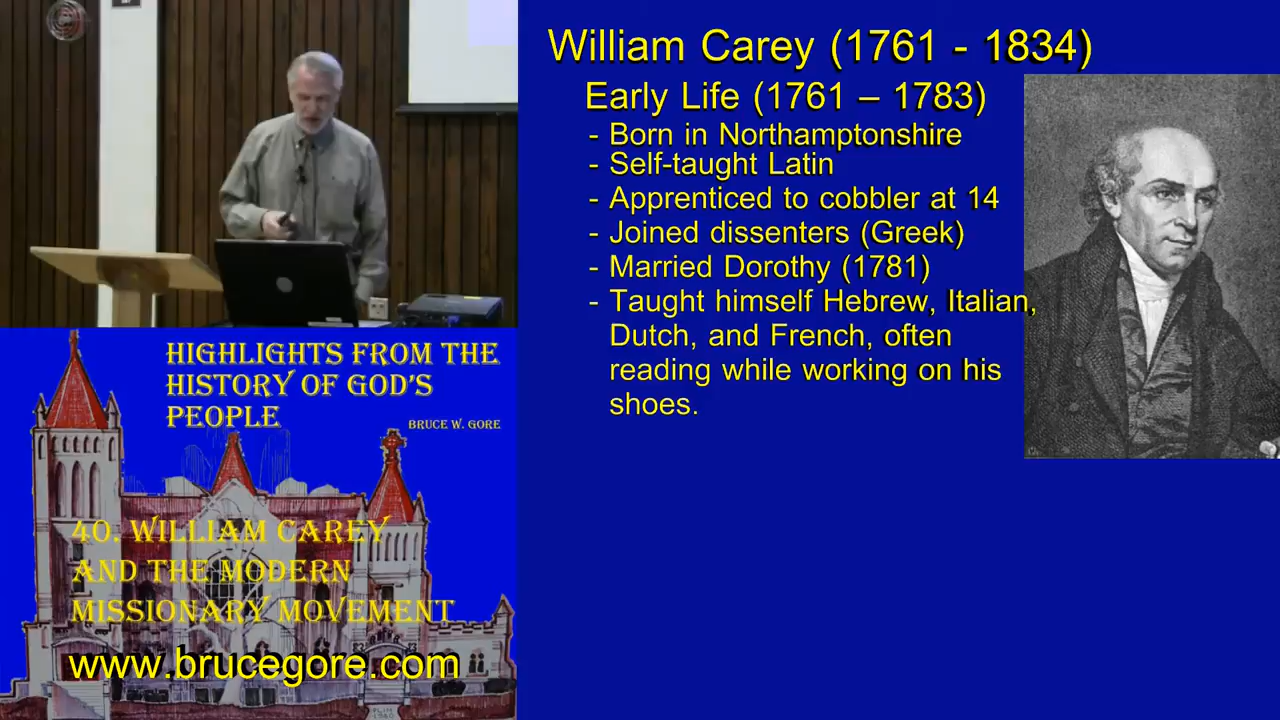 William Carey (1761 - 1834)
Early Life (1761 – 1783)
- Born in Northamptonshire
- Self-taught Latin
- Apprenticed to cobbler at 14
- Joined dissenters (Greek)
- Married Dorothy (1781)
- Taught himself Hebrew, Italian,
Dutch, and French, often
reading while working on his
shoes.
HIGHLIGHTS FROM THE
HISTORY OF GOD'S
PEOPLE
BRUCE W. GORE
40. WILLIAM CAREY
AND THE MODERN
MISSIONARY MOVEMENT
www.brucegore.com